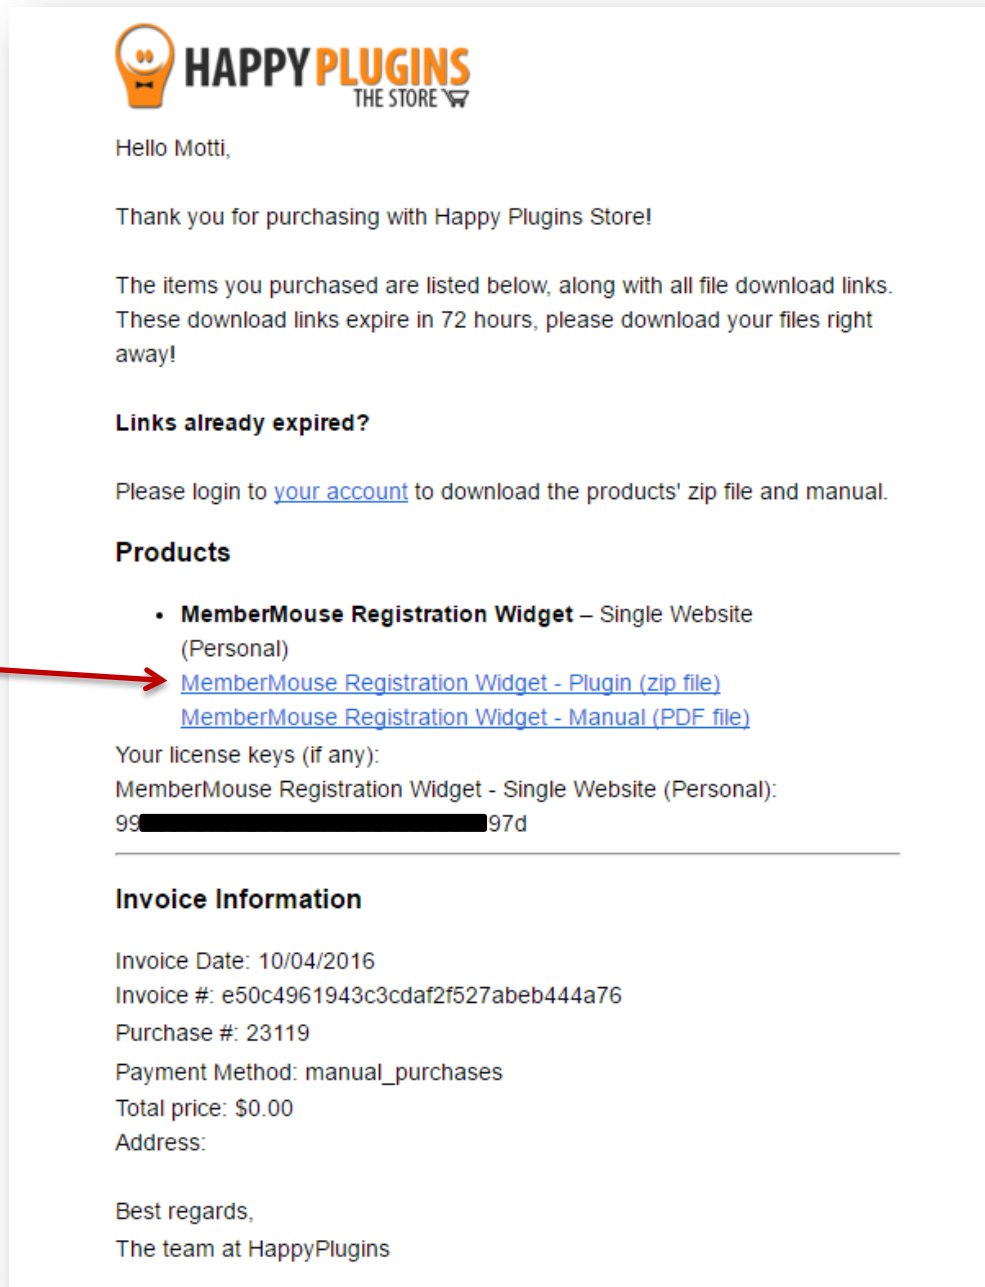 HAPPY PLUGINS
THE STORE
Hello Motti,
Thank you for purchasing with Happy Plugins Store!
The items you purchased are listed below, along with all file download links.
These download links expire in 72 hours, please download your files right
away!
Links already expired?
Please login to your account to download the products' zip file and manual.
Products
• MemberMouse Registration Widget – Single Website
(Personal)
MemberMouse Registration Widget - Plugin (zip file)
MemberMouse Registration Widget - Manual (PDF file)
Your license keys (if any):
MemberMouse Registration Widget - Single Website (Personal):
99 97d
Invoice Information
Invoice Date: 10/04/2016
Invoice #: e50c4961943c3cdaf2f527abeb444a76
Purchase #: 23119
Payment Method: manual_purchases
Total price: $0.00
Address:
Best regards,
The team at HappyPlugins